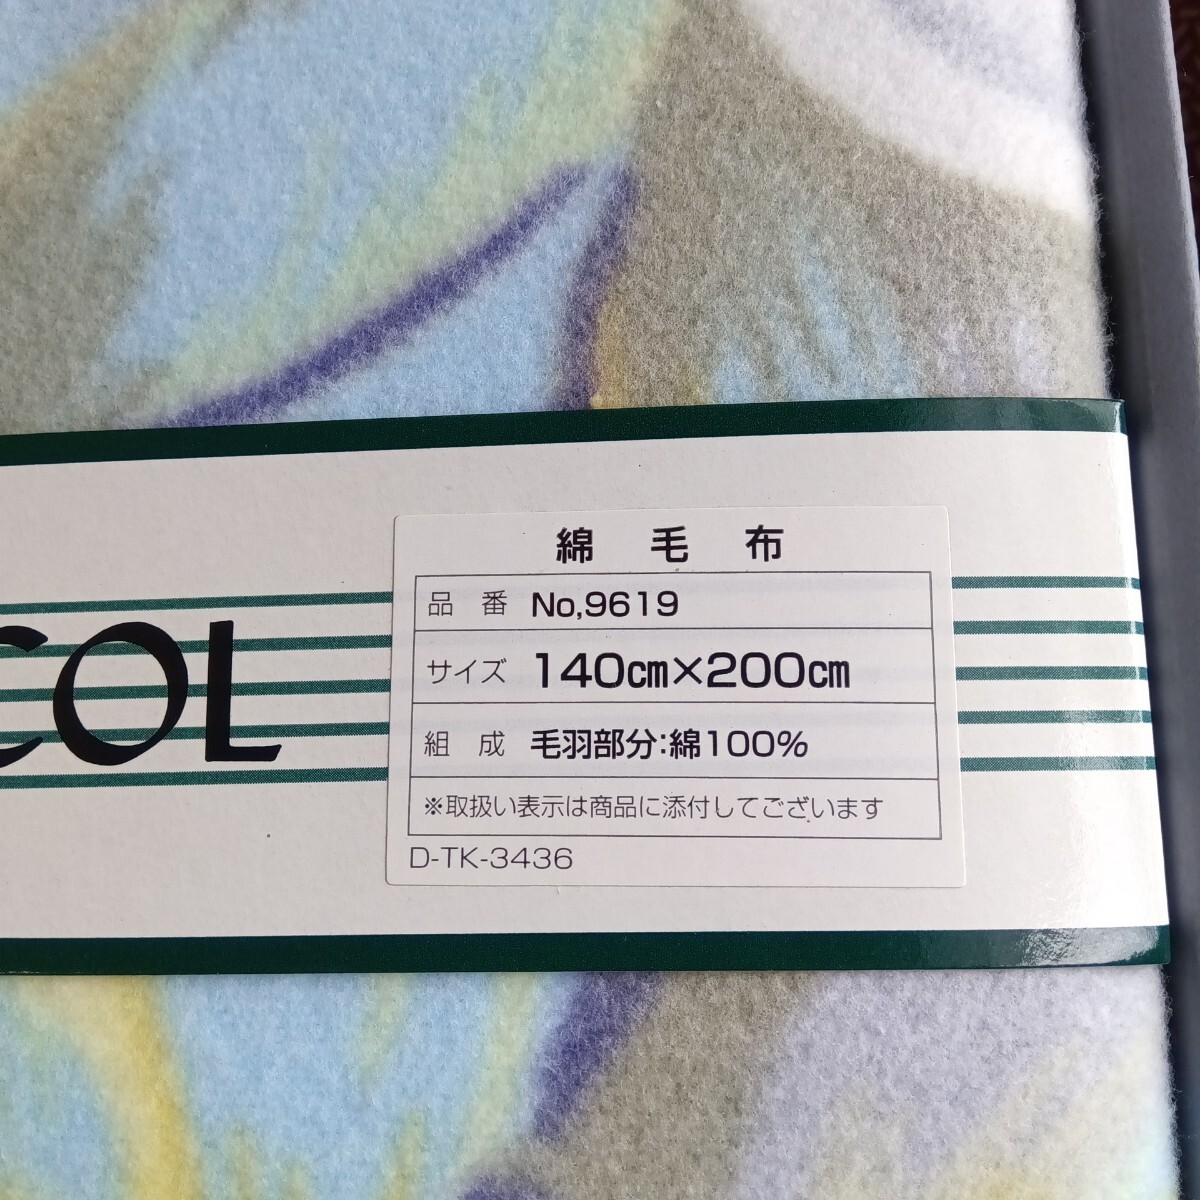 COL
綿 毛 布
品 番 No,9619
サイズ 140㎝×200㎝
組 成 毛羽部分:綿100%
※取扱い表示は商品に添付してございます
D-TK-3436